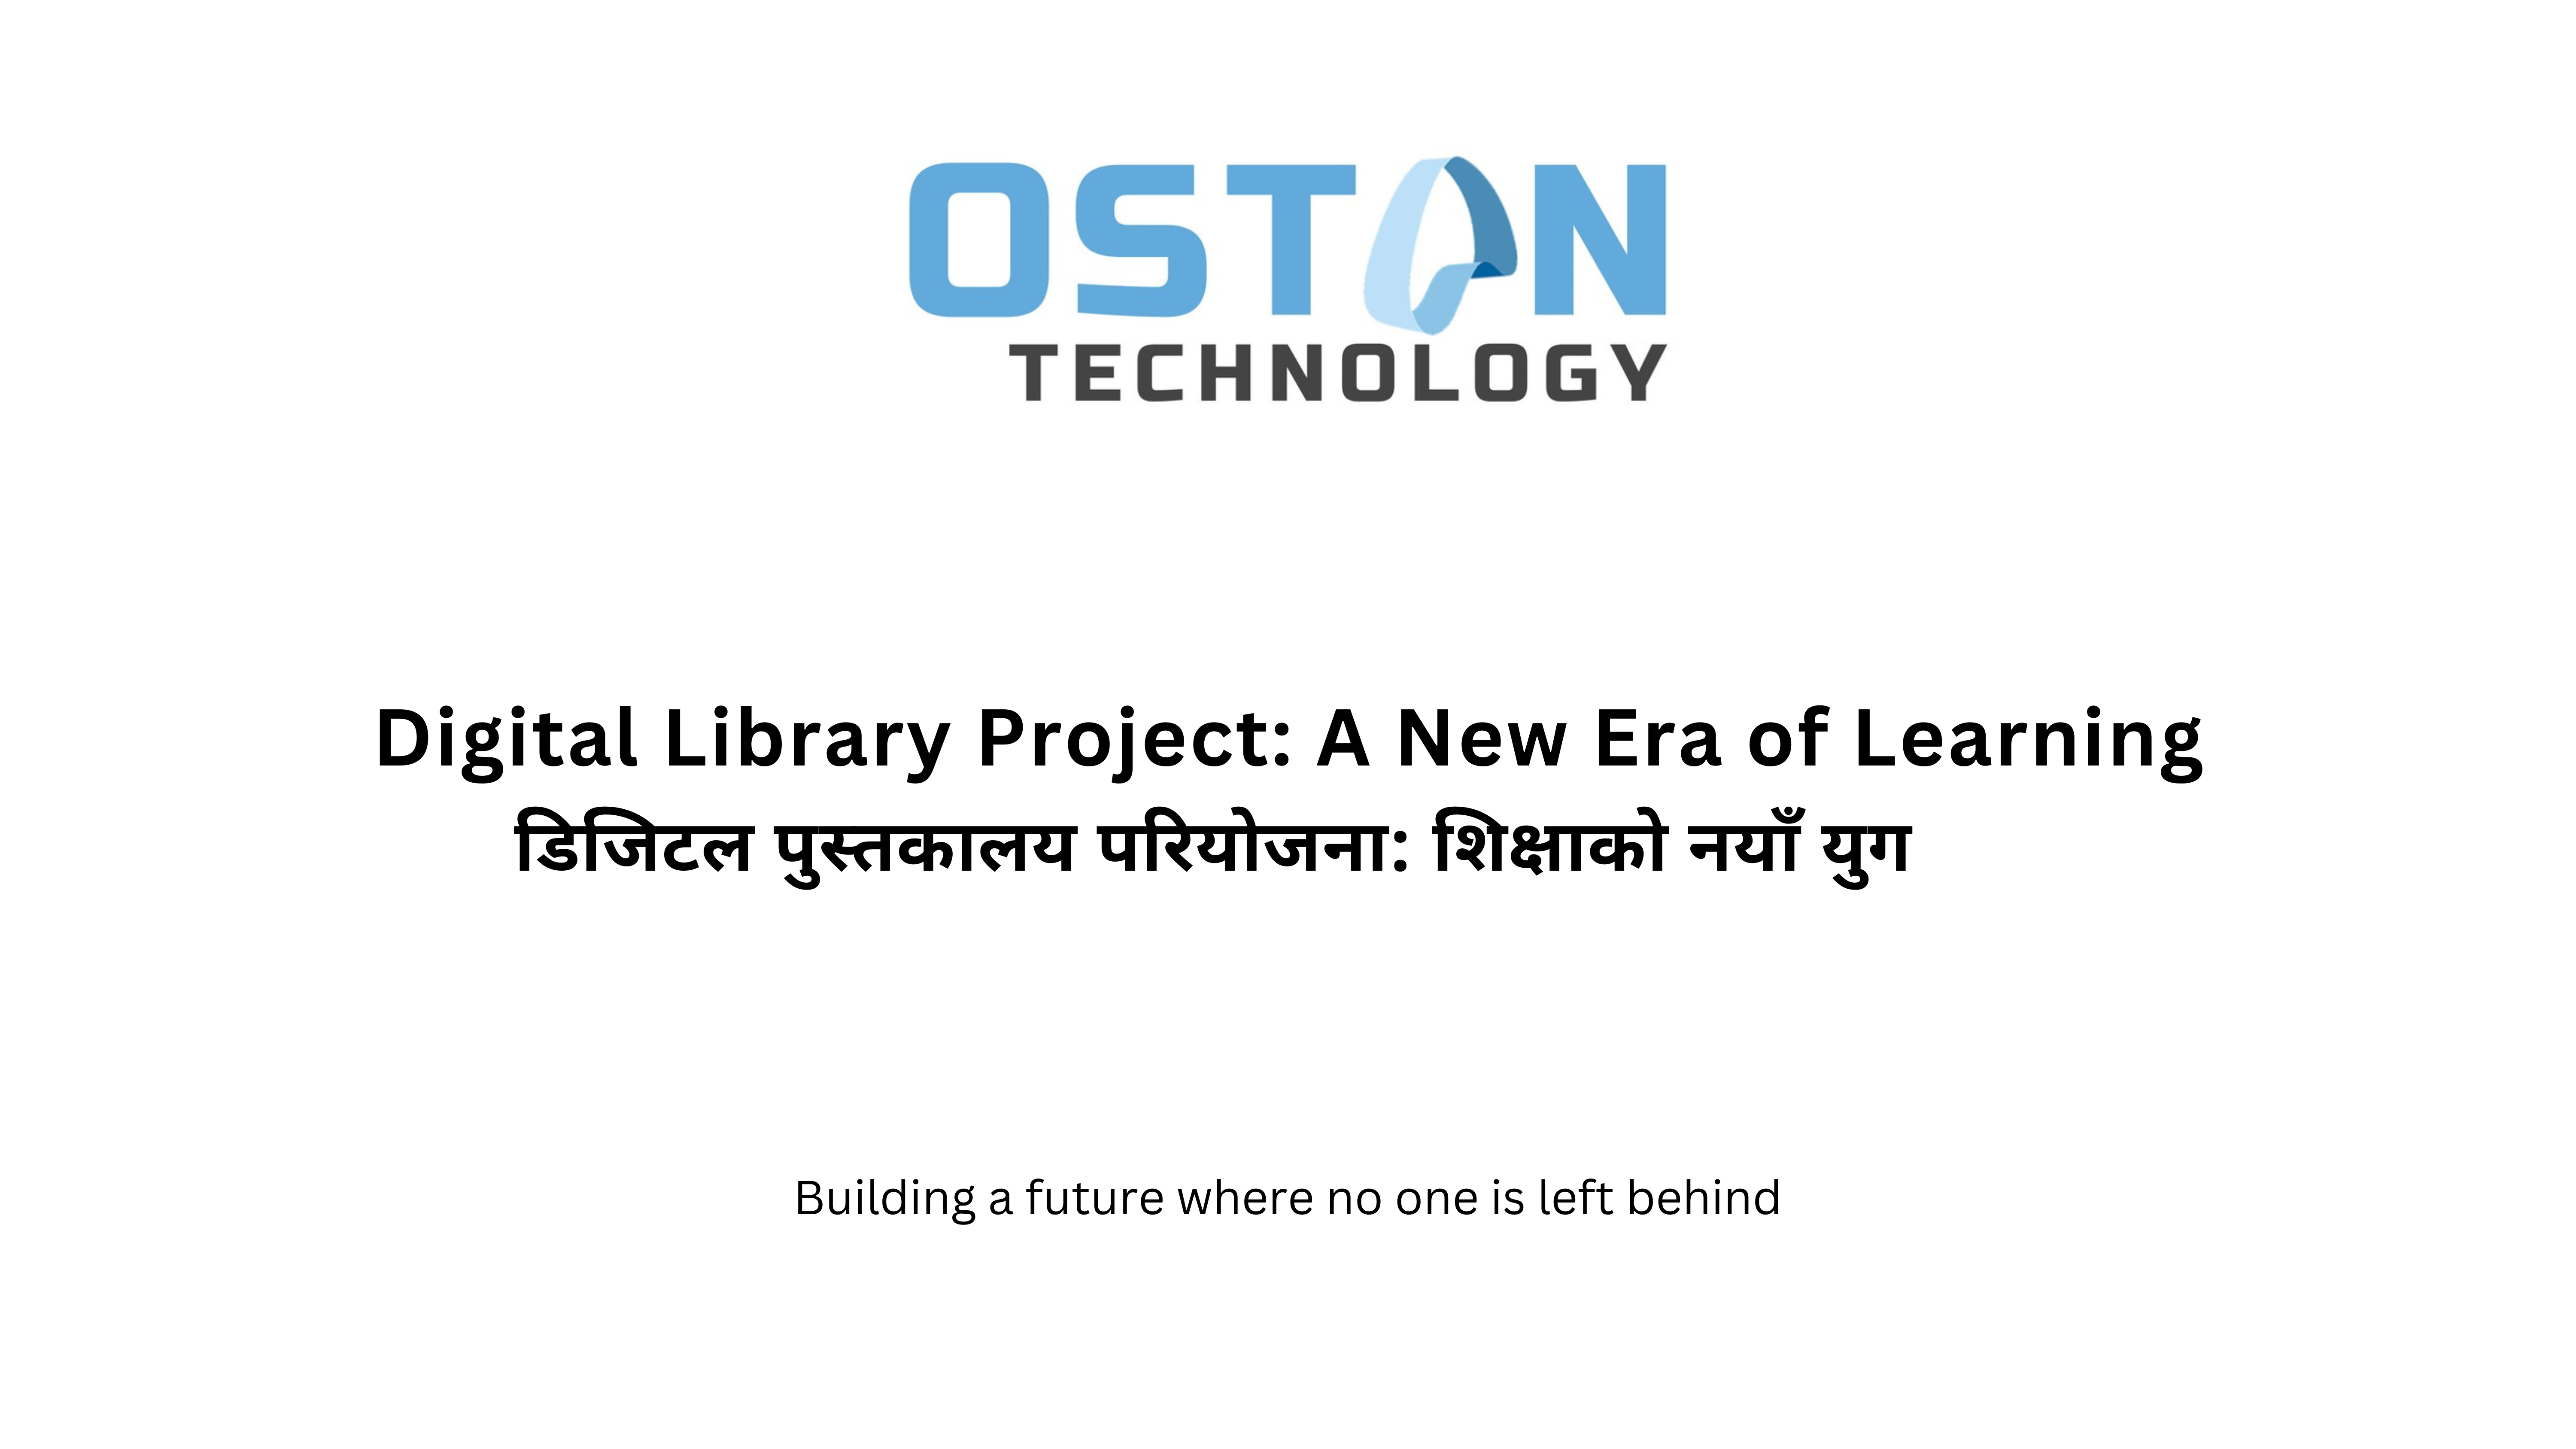 OSTAN
TECHNOLOGY
Digital Library Project: A New Era of Learning
डिजिटल पुस्तकालय परियोजना: शिक्षाको नयाँ युग
Building a future where no one is left behind